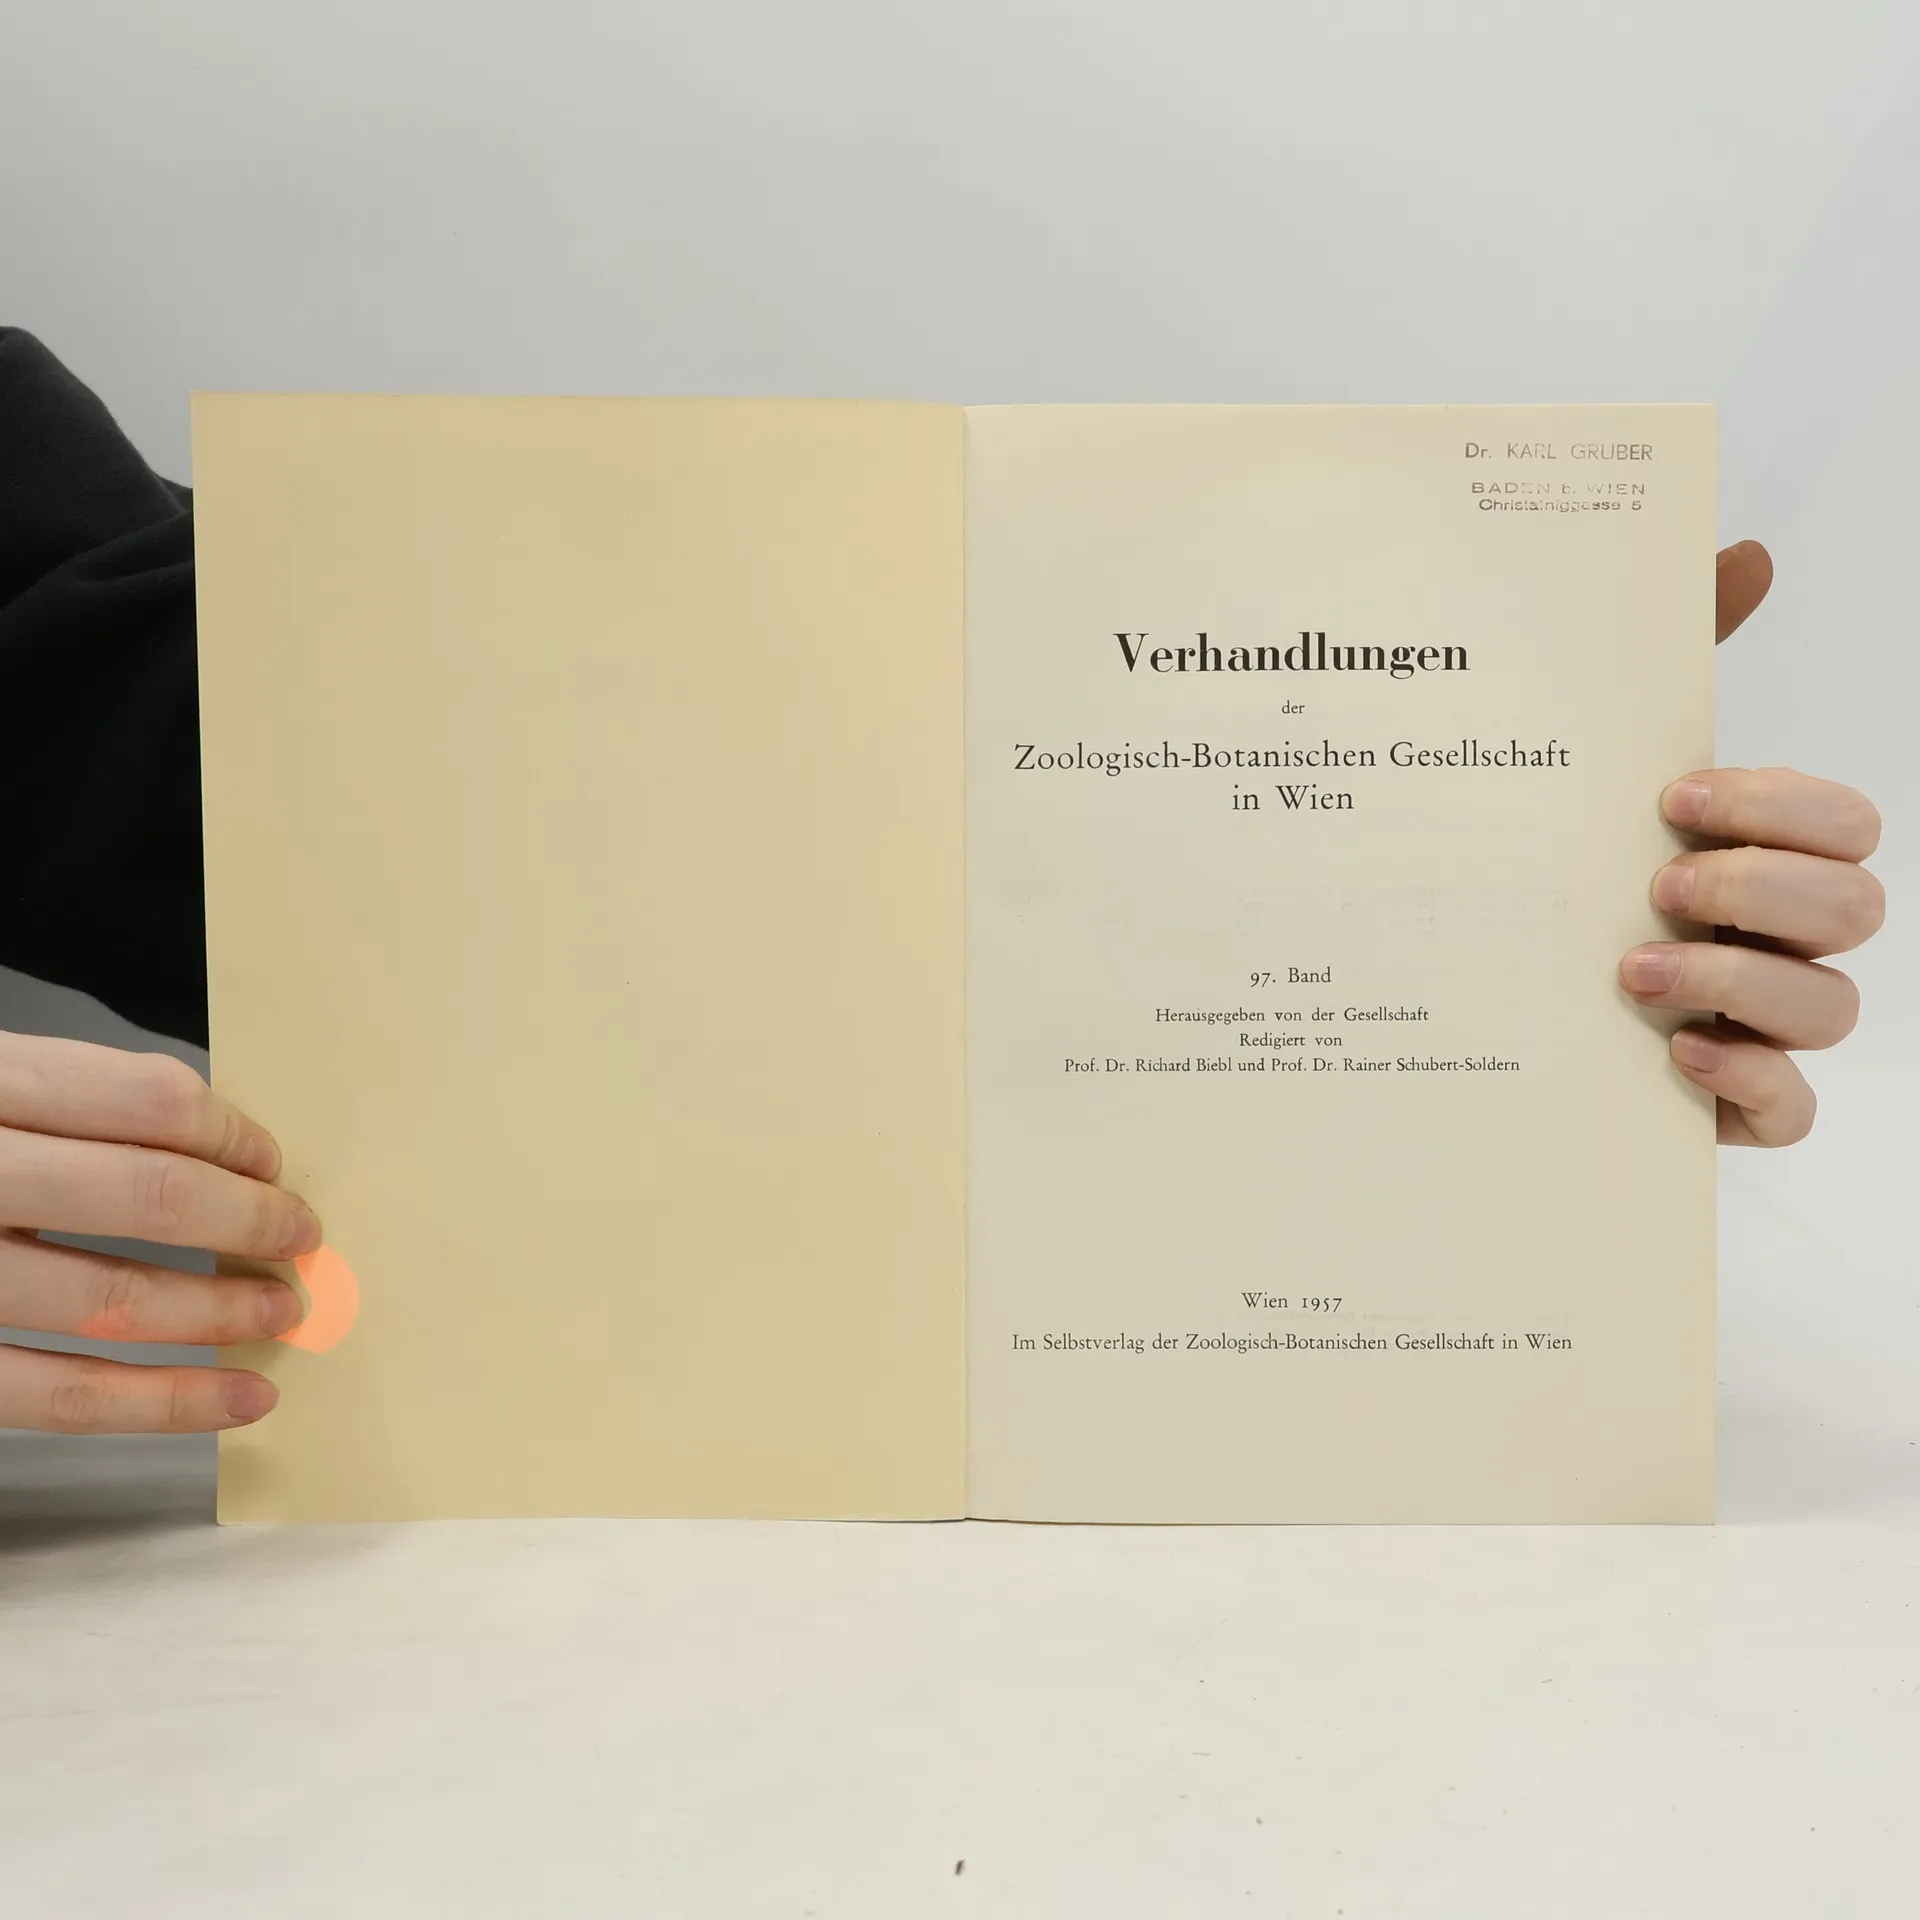 Dr. KARL GRUBER
BADEN b. WIEN
Christalniggasse 5
Verhandlungen
der
Zoologisch-Botanischen Gesellschaft
in Wien
97. Band
Herausgegeben von der Gesellschaft
Redigiert von
Prof. Dr. Richard Biebl und Prof. Dr. Rainer Schubert-Soldern
Wien 1957
Im Selbstverlag der Zoologisch-Botanischen Gesellschaft in Wien